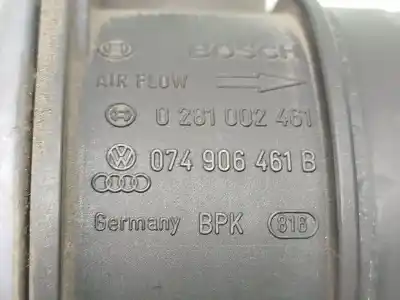 BOSCH
AIR FLOW
0 281 002 461
074 906 461 B
Germany BPK 818